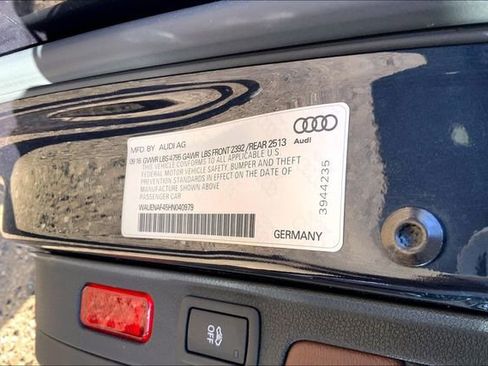 MFD. BY AUDI AG
09 16 GWVR LBS 4795 GAWR LBS FRONT 2392 /REAR 2513
THIS VEHICLE CONFORMS TO ALL APPLICABLE U.S
FEDERAL MOTOR VEHICLE SAFETY, BUMPER AND THEFT
PREVENTION STANDARDS IN EFFECT ON THE DATE OF
MANUFACTURE SHOWN ABOVE
PASSENGER CAR
WAUENAF45HN040979
Audi
3944235
GERMANY
OFF